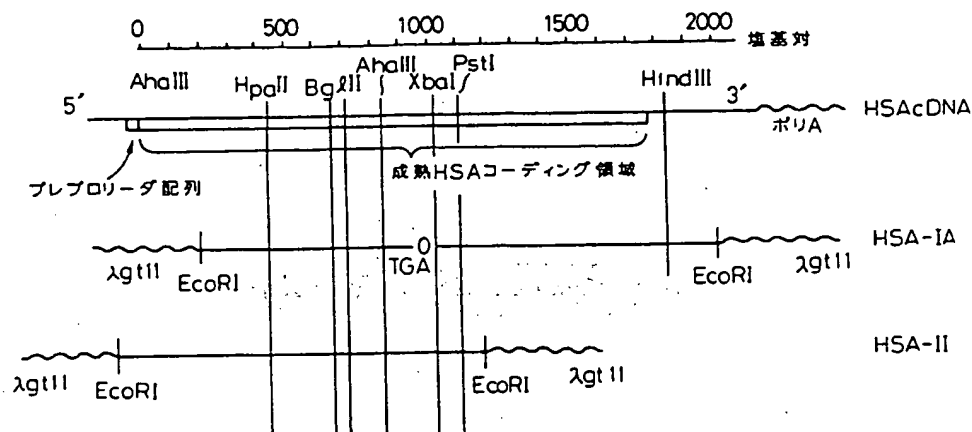 0 500 1000 1500 2000 塩基対
AhaIII HpaII BglII AhaIII XbaI PstI HindIII
5′ 3′ HSAcDNA
ポリA
プレプロリーダ配列
成熟HSAコーディング領域
0 HSA-IA
TGA
λgt11 EcoRI EcoRI λgt11
HSA-II
λgt11 EcoRI EcoRI λgt11